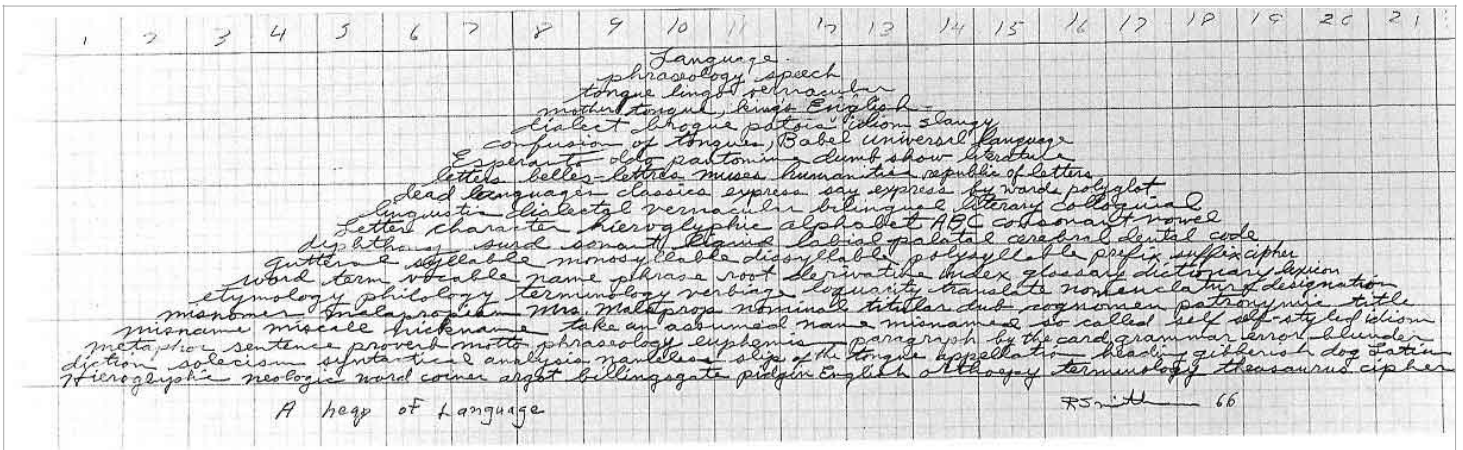 1 2 3 4 5 6 7 8 9 10 11 12 13 14 15 16 17 18 19 20 21
Language.
phraseology speech
tongue lingo vernacular
mother tongue, king's English
dialect brogue patois idiom slangy
confusion of tongues, Babel universal language
Esperanto Ido pantomime dumb show literature
letters belles-lettres muses humanities republic of letters
dead languages classics express say express by words polyglot
linguistic dialectal vernacular bilingual literary colloquial
letter character hieroglyphic alphabet ABC consonant vowel
diphthong surd sonant liquid labial palatal cerebral dental code
guttural syllable monosyllable dissyllable polysyllable prefix suffix cipher
word term vocable name phrase root derivative index glossary dictionary lexicon
etymology philology terminology verbiage loquacity translate nomenclature designation
misnomer malapropism Mrs. Malaprop nominal titular dub cognomen patronymic title
misname miscall nickname take an assumed name misnamed so called self self-styled idiom
metaphor sentence proverb motto phraseology euphemism paragraph by the card, grammar error, blunder
diction solecism syntactical analysis nameless slip of the tongue appellation heading gibberish dog Latin
Hieroglyphic neologic word coiner argot billingsgate pidgin English orthoepy terminology thesaurus cipher
A heap of Language
RSmith 66